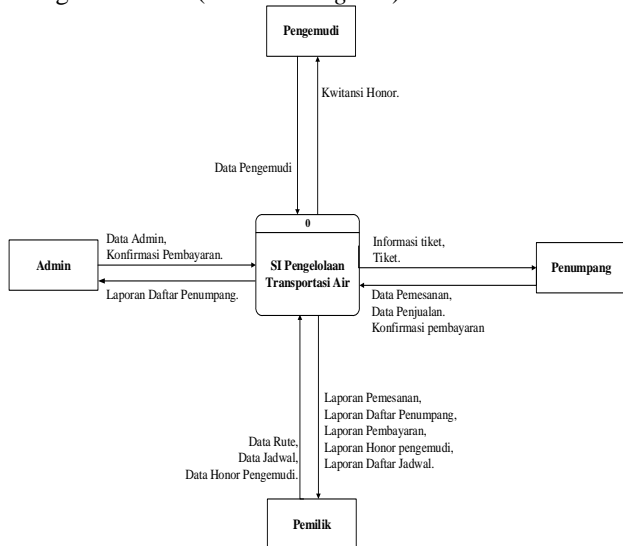 Pengemudi
Kwitansi Honor.
Data Pengemudi
0
SI Pengelolaan
Transportasi Air
Admin
Data Admin,
Konfirmasi Pembayaran.
Laporan Daftar Penumpang.
Informasi tiket,
Tiket.
Penumpang
Data Pemesanan,
Data Penjualan.
Konfirmasi pembayaran
Laporan Pemesanan,
Laporan Daftar Penumpang,
Laporan Pembayaran,
Laporan Honor pengemudi,
Laporan Daftar Jadwal.
Data Rute,
Data Jadwal,
Data Honor Pengemudi.
Pemilik